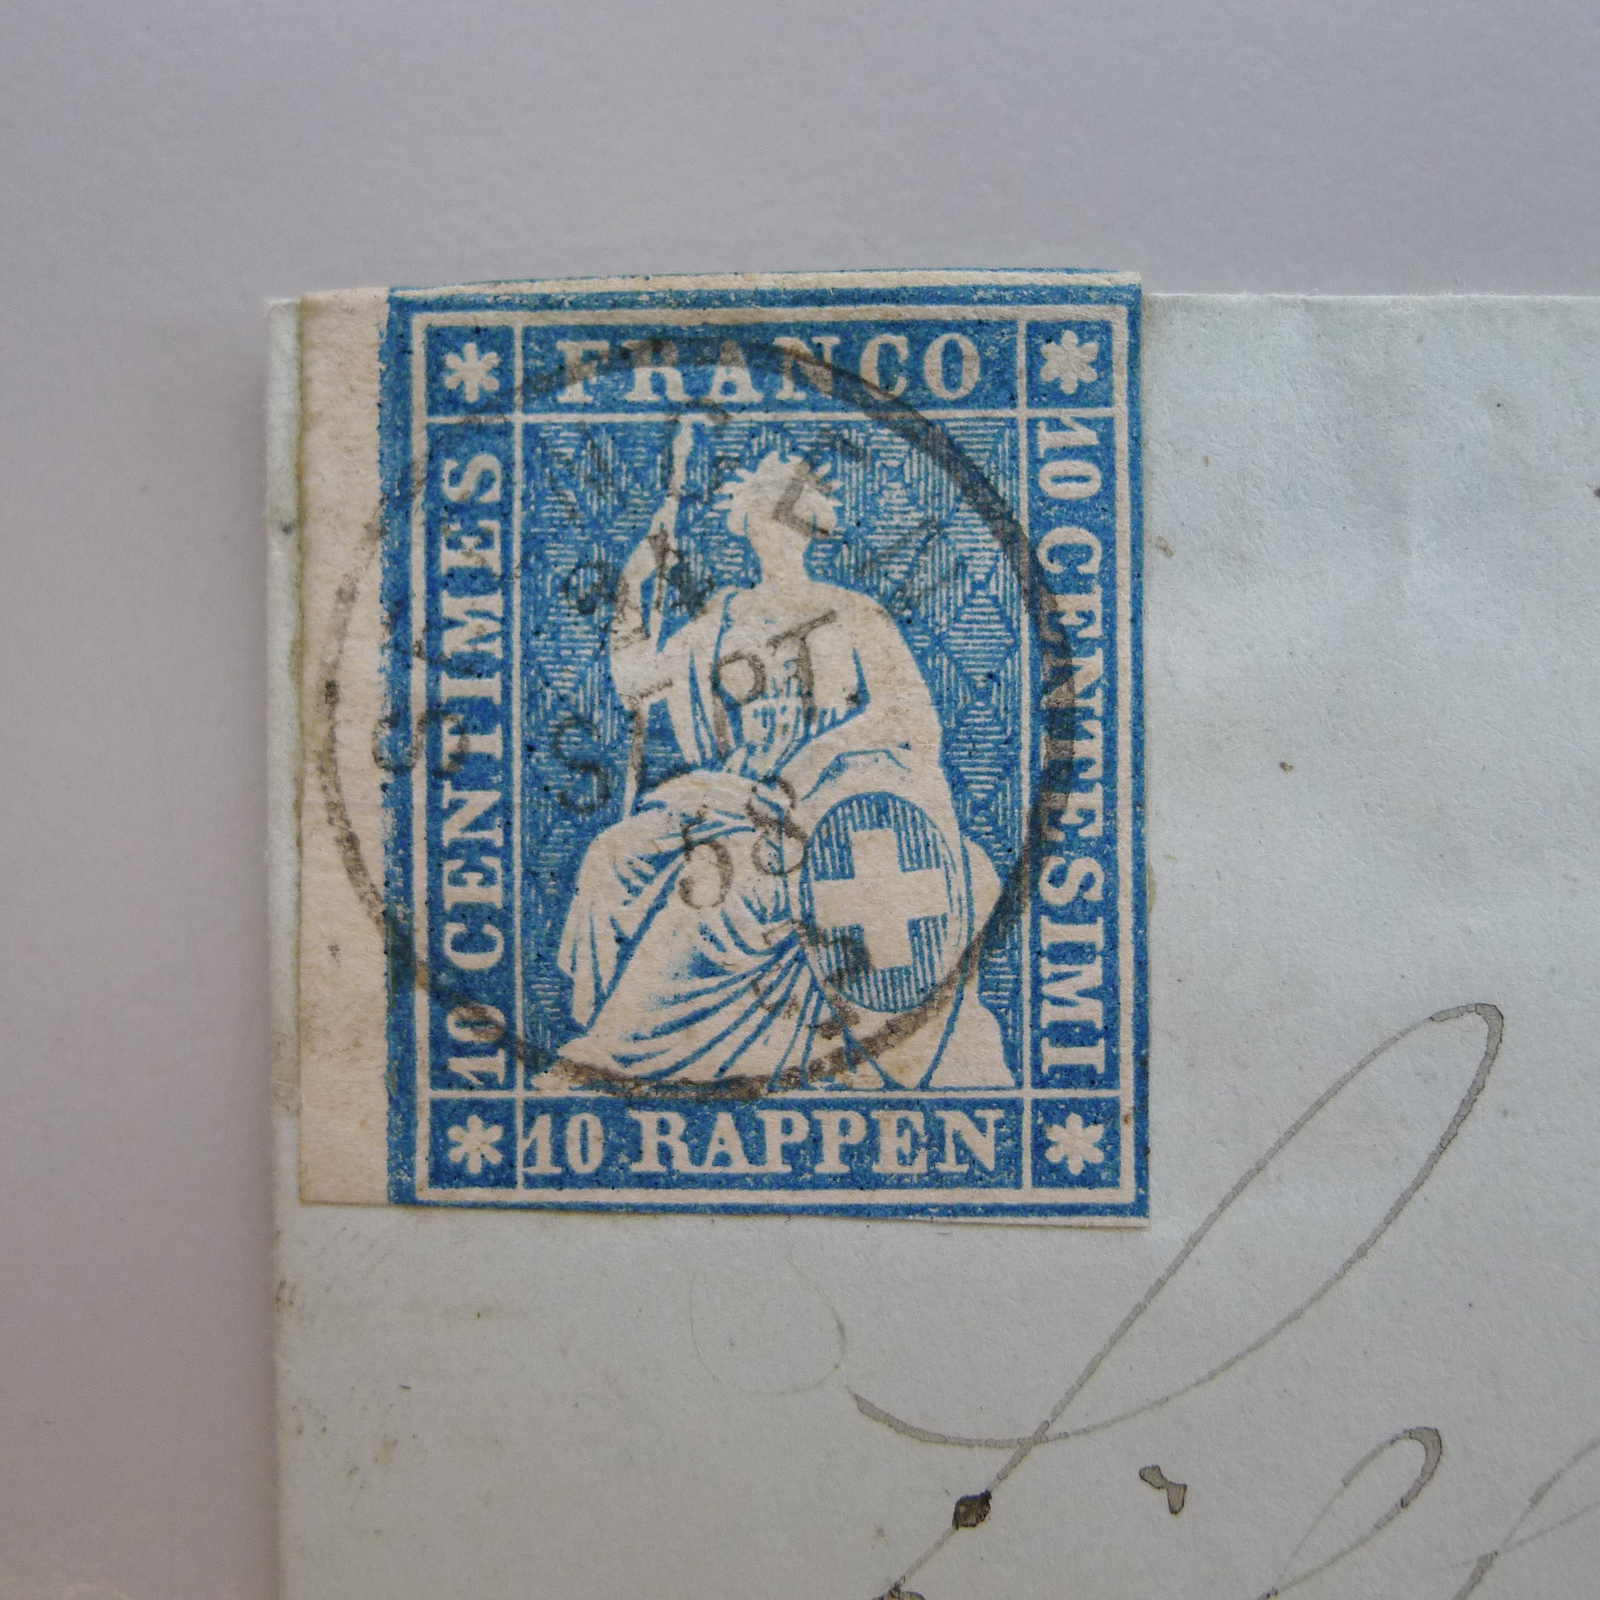 FRANCO
10 CENTIMES
10 CENTESIMI
10 RAPPEN
SEPT.
58